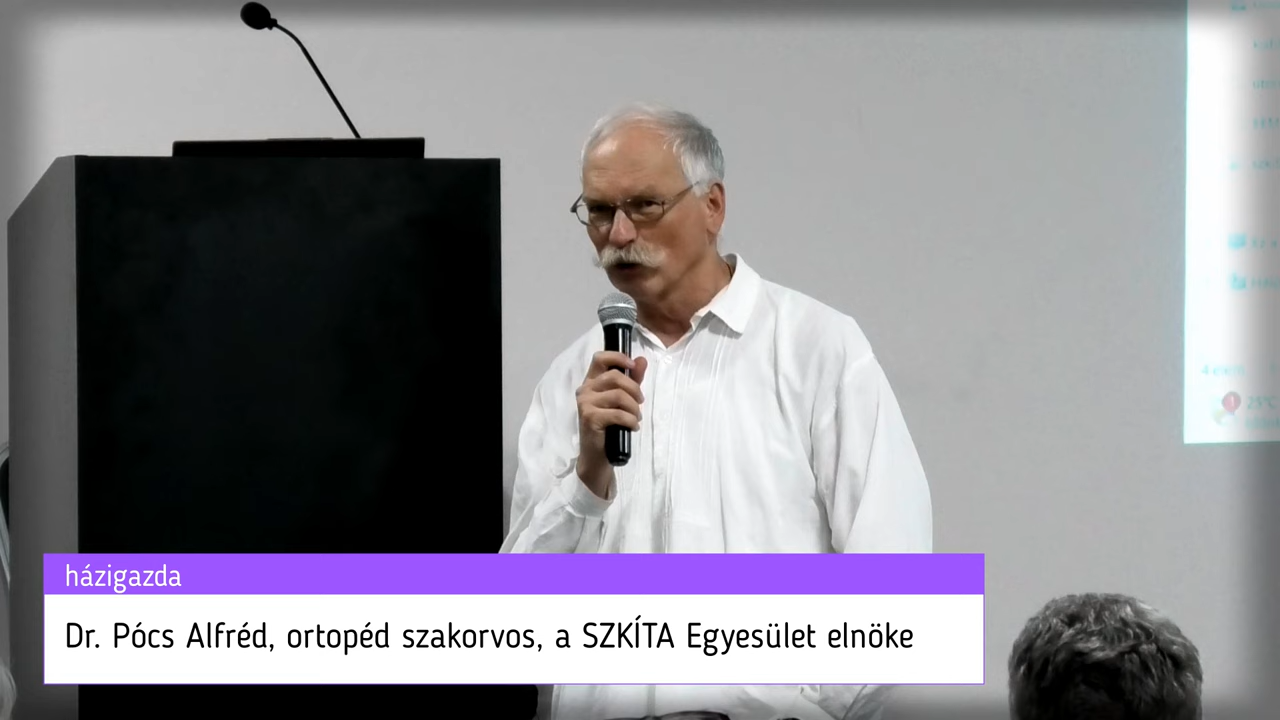 házigazda
Dr. Pócs Alfréd, ortopéd szakorvos, a SZKÍTA Egyesület elnöke